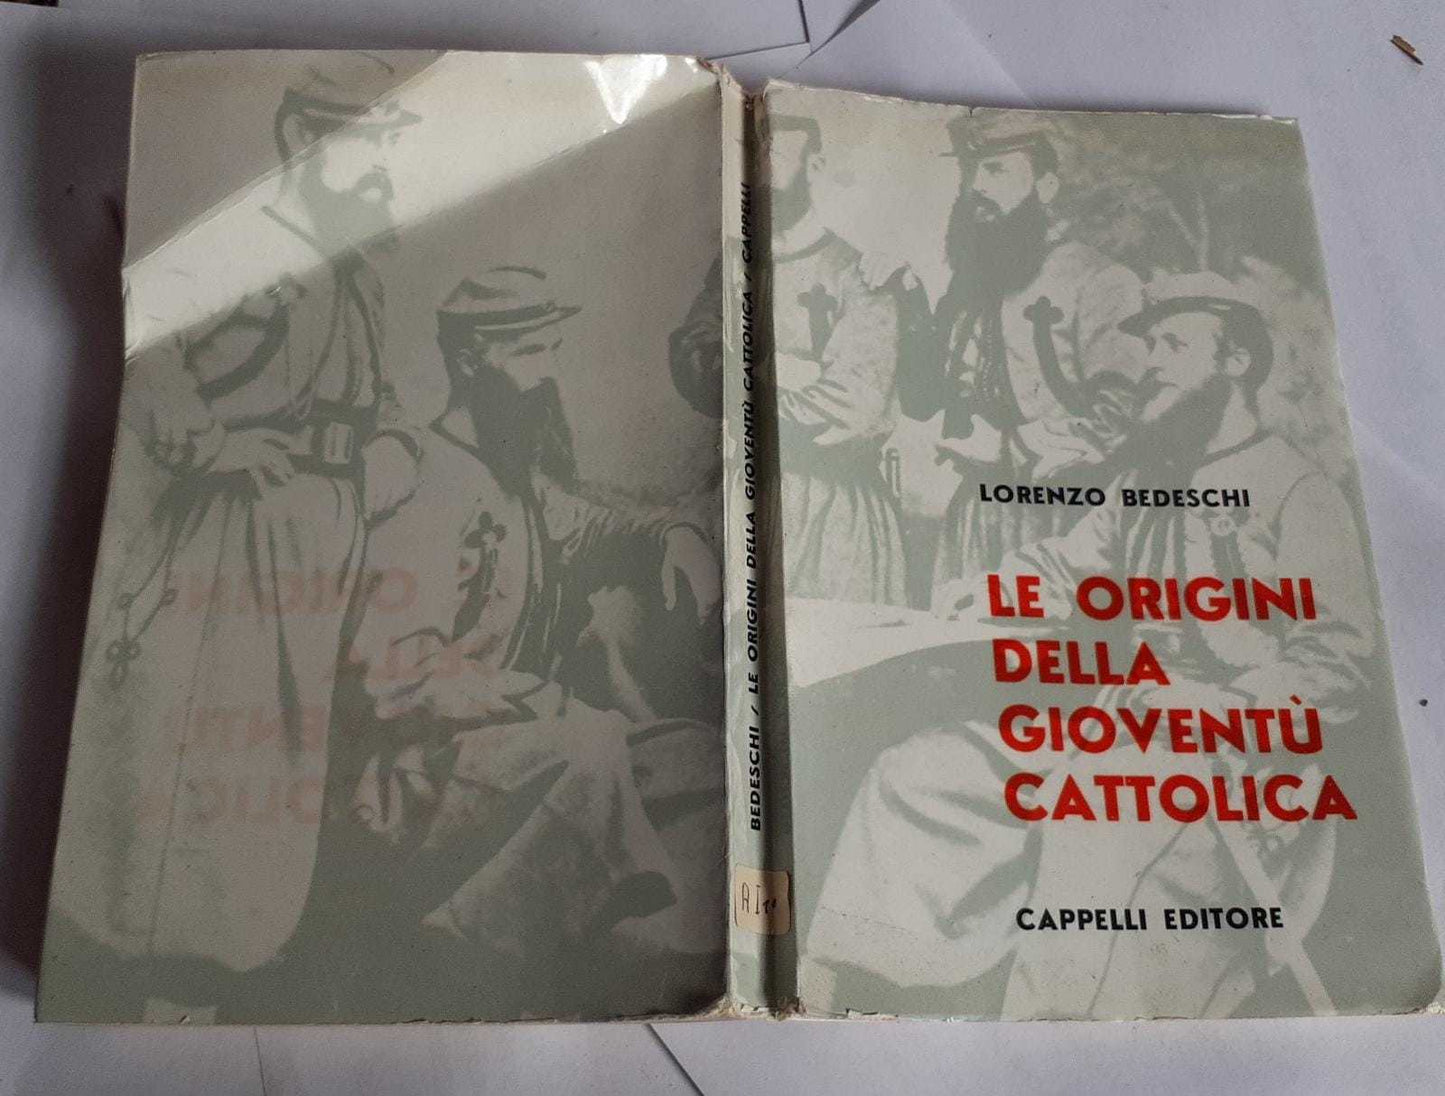 LORENZO BEDESCHI
LE ORIGINI
DELLA
GIOVENTÙ
CATTOLICA
CAPPELLI EDITORE
BEDESCHI / LE ORIGINI DELLA GIOVENTÙ CATTOLICA / CAPPELLI